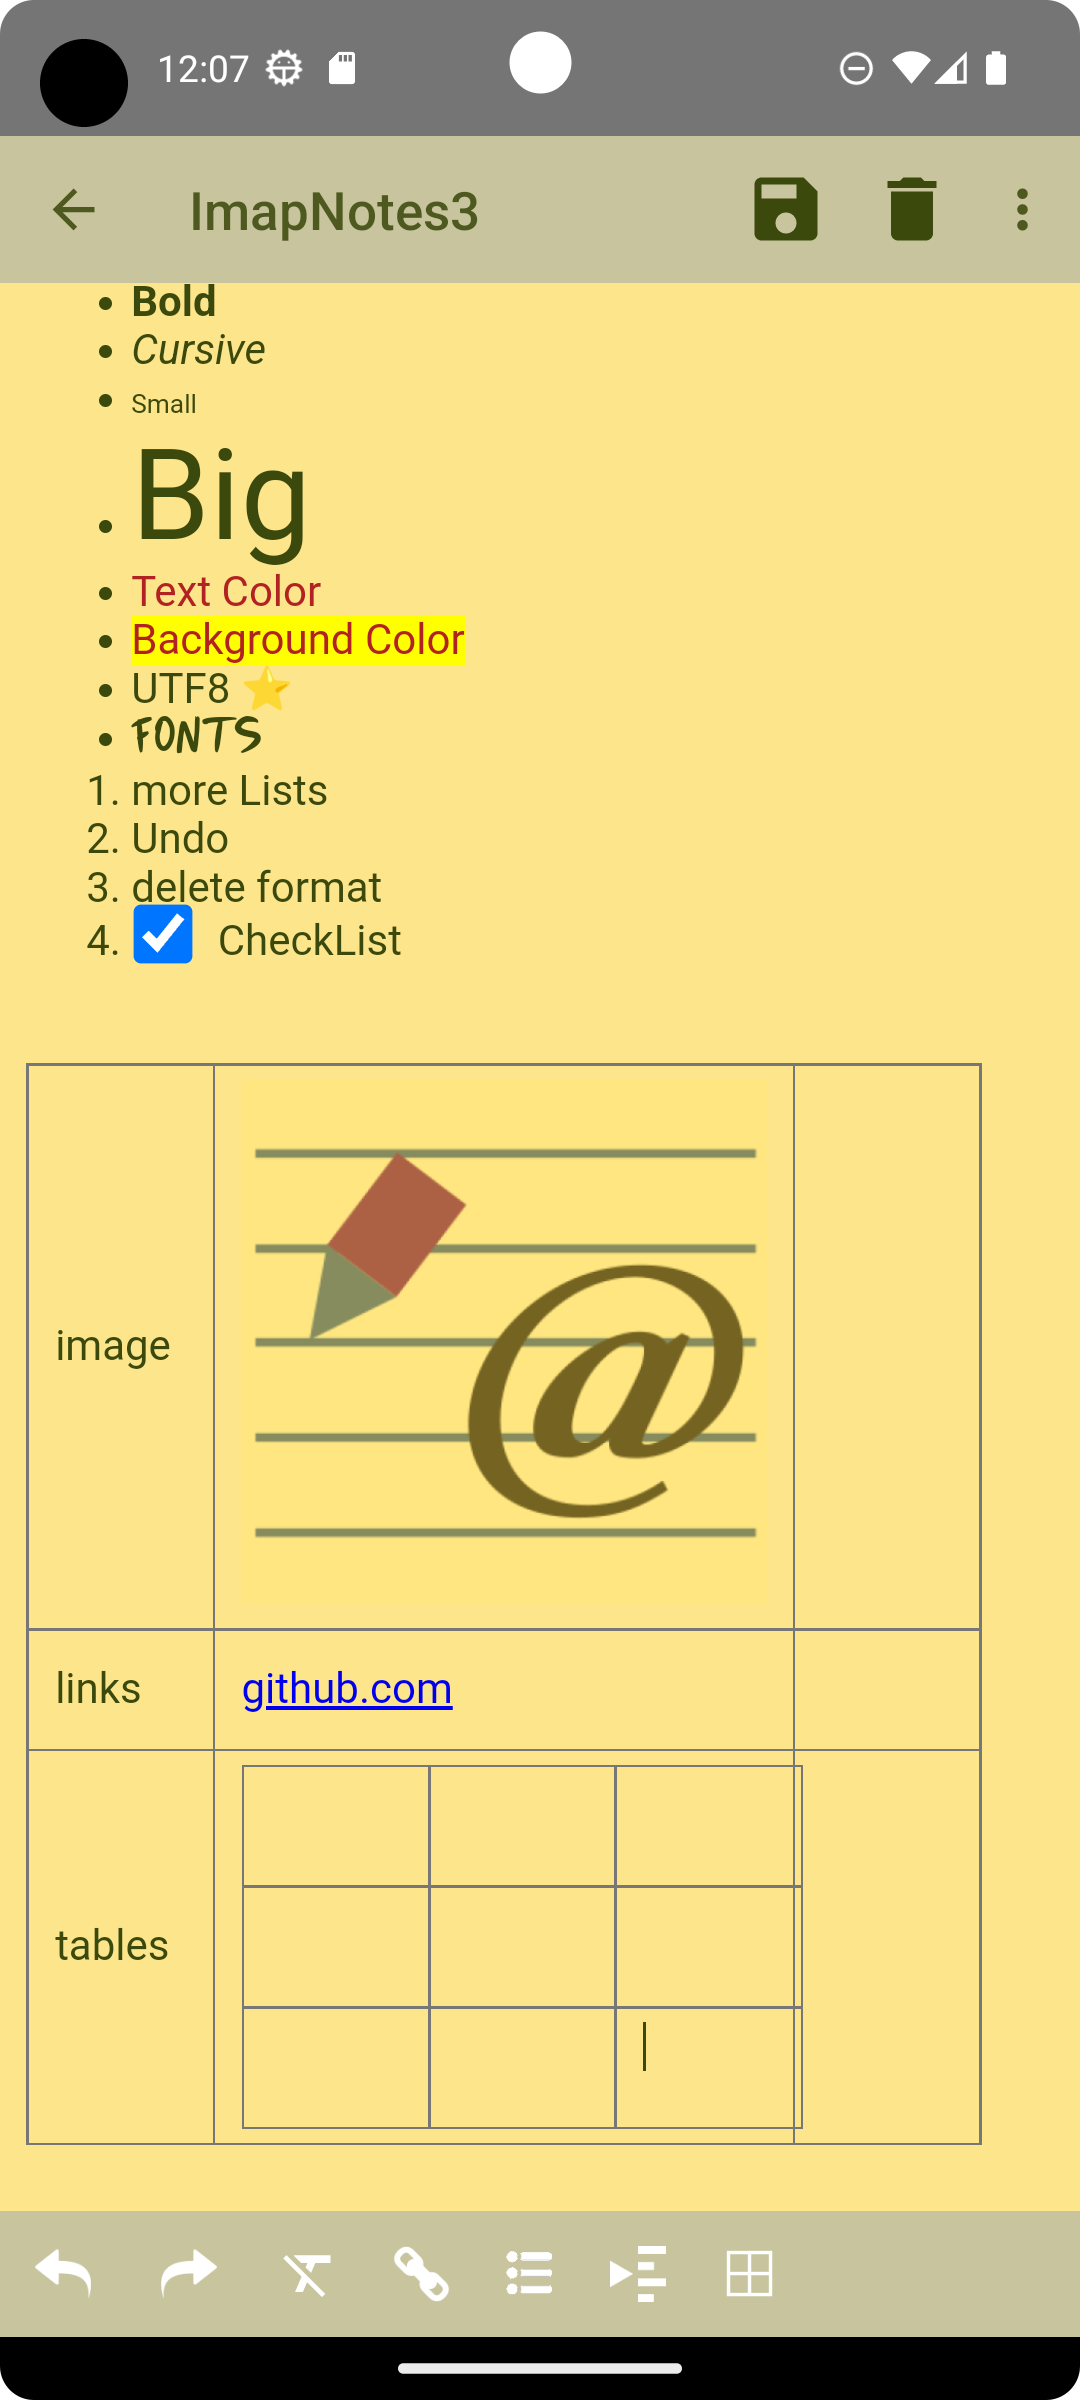 12:07
ImapNotes3
• Bold
• Cursive
• Small
• Big
• Text Color
• Background Color
• UTF8 ⭐
• FONTS
1. more Lists
2. Undo
3. delete format
4. CheckList
image
@
links github.com
tables